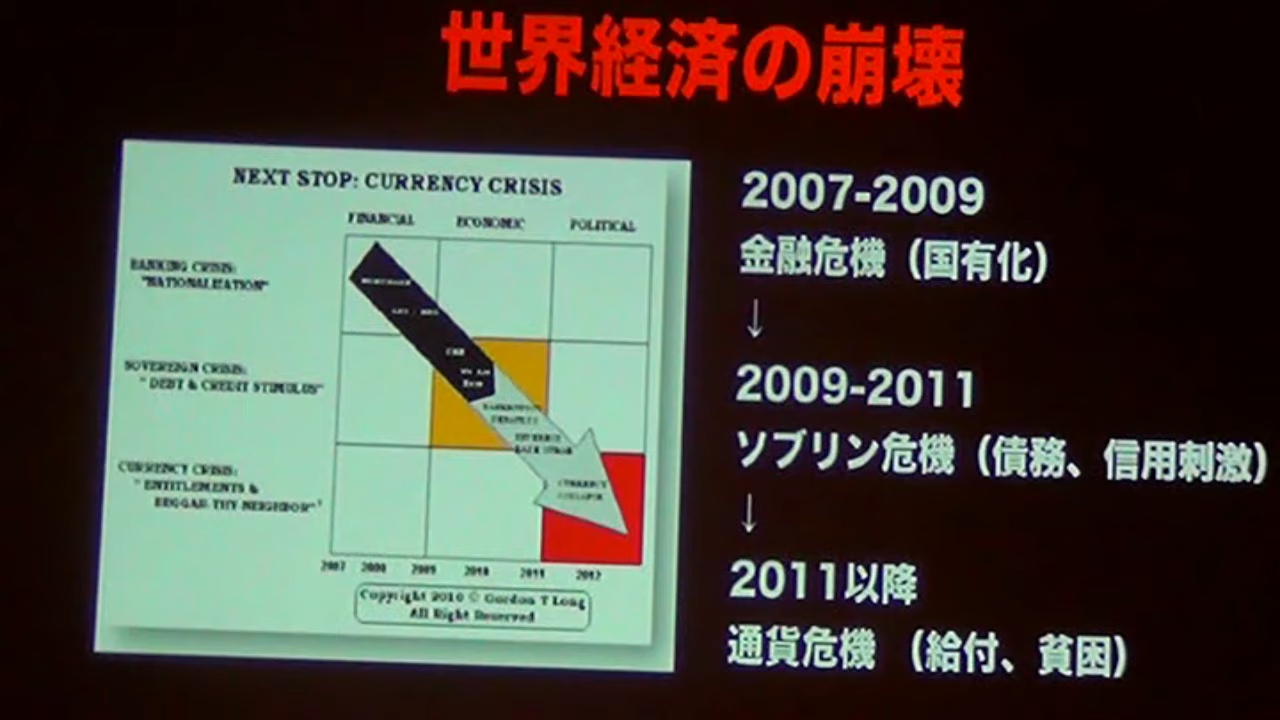 世界経済の崩壊
NEXT STOP: CURRENCY CRISIS
FINANCIAL ECONOMIC POLITICAL
BANKING CRISIS:
"NATIONALIZATION"
SOVEREIGN CRISIS:
" DEBT & CREDIT STIMULUS"
CURRENCY CRISIS:
" ENTITLEMENTS &
BEGGAR-THY NEIGHBOR"
CURRENCY
2007 2008 2009 2010 2011 2012
Copyright 2010 © Gordon T Long
All Right Reserved
2007-2009
金融危機（国有化）
↓
2009-2011
ソブリン危機（債務、信用刺激）
↓
2011以降
通貨危機 （給付、貧困）